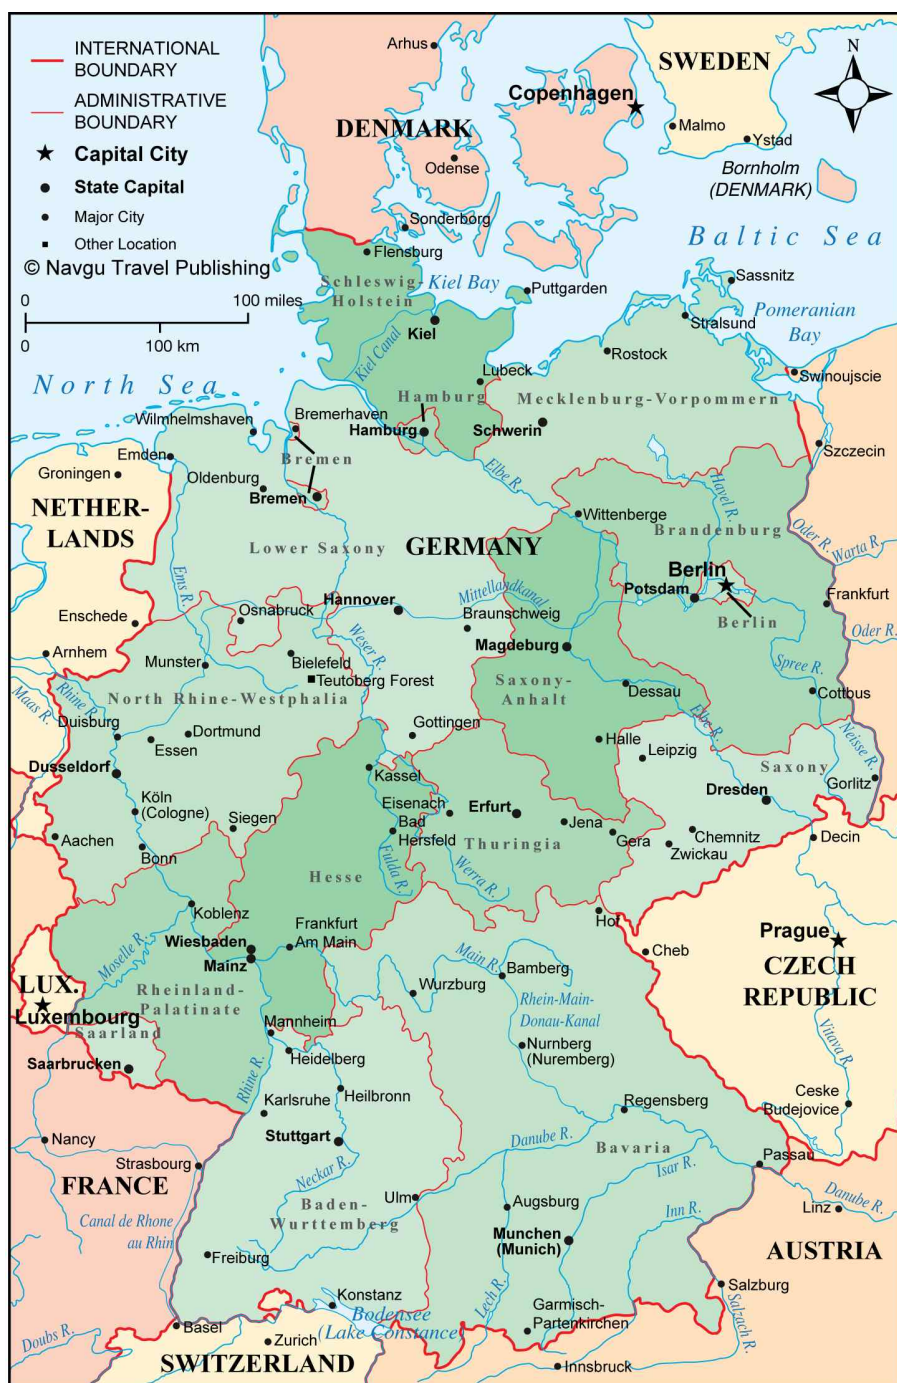 INTERNATIONAL
BOUNDARY
ADMINISTRATIVE
BOUNDARY
Capital City
State Capital
Major City
Other Location
© Navgu Travel Publishing
0
100 miles
0
100 km
N
Arhus
SWEDEN
Copenhagen
DENMARK
Malmo
Ystad
Odense
Bornholm
(DENMARK)
Sonderborg
Baltic Sea
Flensburg
Schleswig-
Holstein
Kiel Bay
Puttgarden
Sassnitz
Pomeranian
Bay
Stralsund
Kiel
Kiel Canal
Rostock
North Sea
Lubeck
Swinoujscie
Hamburg
Mecklenburg-Vorpommern
Wilmhelmshaven
Bremerhaven
Hamburg
Schwerin
Emden
Bremen
Szczecin
Groningen
Oldenburg
Elbe R.
Havel R.
Bremen
NETHER-
LANDS
Wittenberge
Brandenburg
Oder R.
Warta R.
Lower Saxony
GERMANY
Ems R.
Berlin
Mittellandkanal
Potsdam
Hannover
Frankfurt
Enschede
Osnabruck
Braunschweig
Berlin
Oder R.
Weser R.
Magdeburg
Arnhem
Munster
Bielefeld
Teutoberg Forest
Spree R.
Saxony-
Anhalt
Maas R.
Rhine R.
North Rhine-Westphalia
Dessau
Cottbus
Elbe R.
Duisburg
Dortmund
Essen
Gottingen
Halle
Leipzig
Neisse R.
Dusseldorf
Kassel
Saxony
Gorlitz
Dresden
Köln
(Cologne)
Eisenach
Erfurt
Siegen
Bad
Hersfeld
Jena
Aachen
Gera
Chemnitz
Decin
Bonn
Thuringia
Zwickau
Fulda R.
Werra R.
Hesse
Koblenz
Hof
Frankfurt
Am Main
Wiesbaden
Mainz
Prague
Cheb
Moselle R.
Main R.
Bamberg
CZECH
REPUBLIC
LUX.
Luxembourg
Rheinland-
Palatinate
Wurzburg
Rhein-Main-
Donau-Kanal
Saarland
Mannheim
Vltava R.
Nurnberg
(Nuremberg)
Saarbrucken
Heidelberg
Rhine R.
Heilbronn
Karlsruhe
Ceske
Budejovice
Regensberg
Nancy
Stuttgart
Danube R.
Bavaria
Passau
Strasbourg
Isar R.
FRANCE
Neckar R.
Ulm
Baden-
Wurttemberg
Augsburg
Inn R.
Linz
Danube R.
Canal de Rhone
au Rhin
Munchen
(Munich)
AUSTRIA
Freiburg
Lech R.
Salzburg
Konstanz
Bodensee
(Lake Constance)
Garmisch-
Partenkirchen
Salzach R.
Basel
Doubs R.
Zurich
SWITZERLAND
Innsbruck